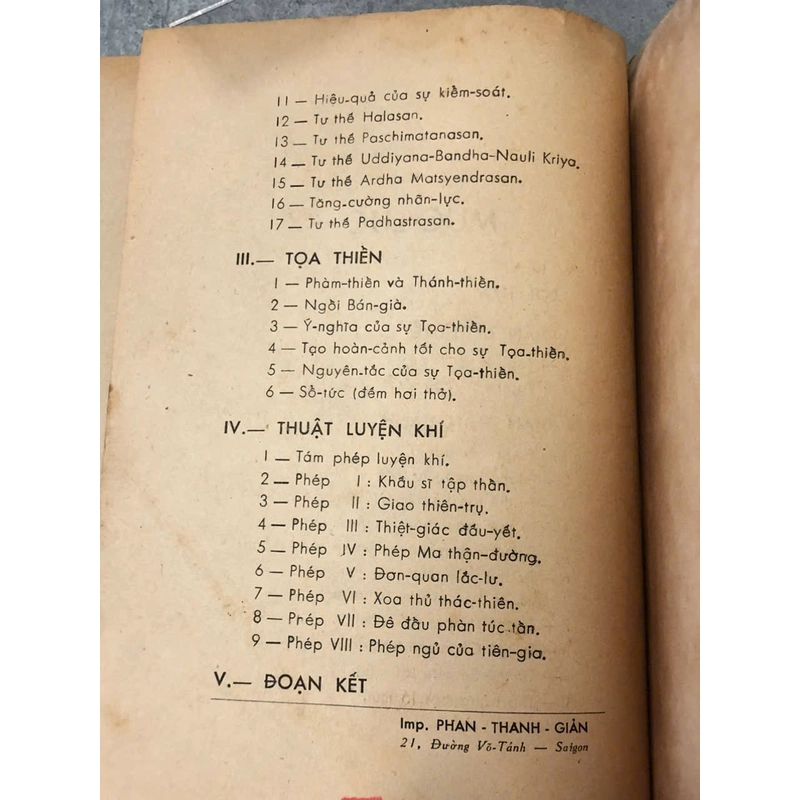 11 — Hiệu-quả của sự kiểm-soát.
12 — Tư thế Halasan.
13 — Tư thế Paschimatanasan.
14 — Tư thế Uddiyana-Bandha-Nauli Kriya.
15 — Tư thế Ardha Matsyendrasan.
16 — Tăng-cường nhãn-lực.
17 — Tư thế Padhastrasan.
III.— TỌA THIỀN
1 — Phàm-thiền và Thánh-thiền.
2 — Ngồi Bán-già.
3 — Ý-nghĩa của sự Tọa-thiền.
4 — Tạo hoàn-cảnh tốt cho sự Tọa-thiền.
5 — Nguyên-tắc của sự Tọa-thiền.
6 — Sổ-tức (đếm hơi thở).
IV.— THUẬT LUYỆN KHÍ
1 — Tám phép luyện khí.
2 — Phép I : Khẩu sĩ tập thần.
3 — Phép II : Giao thiên-trụ.
4 — Phép III : Thiệt-giác đầu-yết.
5 — Phép IV : Phép Ma thận-đường.
6 — Phép V : Đơn-quan lắc-lư.
7 — Phép VI : Xoa thủ thác-thiên.
8 — Prép VII : Đê đầu phàn túc tần.
9 — Phép VIII : Phép ngủ của tiên-gia.
V.— ĐOẠN KẾT
Imp. PHAN - THANH - GIẢN
21, Đường Võ-Tánh — Saigon